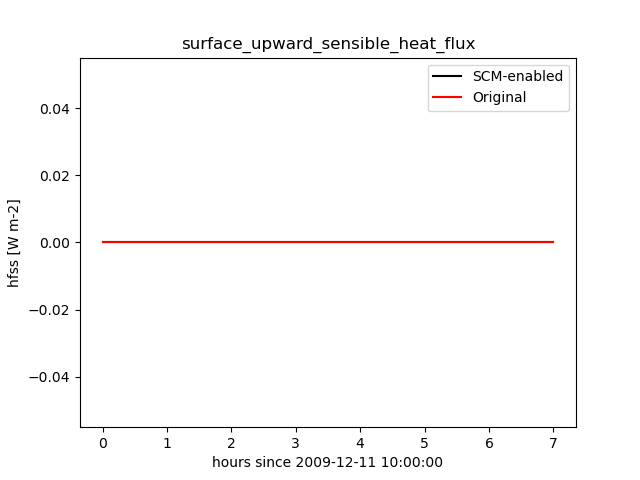 surface_upward_sensible_heat_flux
SCM-enabled
Original
0.04
0.02
0.00
−0.02
−0.04
hfss [W m-2]
0 1 2 3 4 5 6 7
hours since 2009-12-11 10:00:00